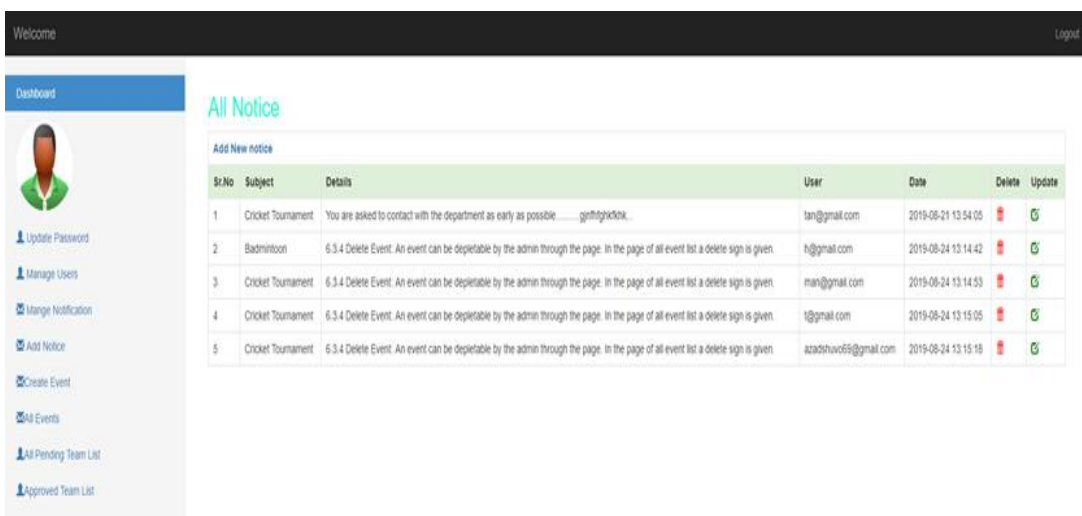 Welcome
Logout
Dashboard
Update Password
Manage Users
Mange Notification
Add Notice
Create Event
All Events
All Pending Team List
Approved Team List
All Notice
Add New notice
Sr.No Subject Details User Date Delete Update
1 Cricket Tournament You are asked to contact with the department as early as possible.......... 2019-08-21 13:54:05 tan@gmail.com
2 Badmintoon 6.3.4 Delete Event: An event can be depletable by the admin through the page. In the page of all event list a delete sign is given. h@gmail.com 2019-08-24 13:14:42
3 Cricket Tournament 6.3.4 Delete Event: An event can be depletable by the admin through the page. In the page of all event list a delete sign is given. man@gmail.com 2019-08-24 13:14:53
4 Cricket Tournament 6.3.4 Delete Event: An event can be depletable by the admin through the page. In the page of all event list a delete sign is given. t@gmail.com 2019-08-24 13:15:05
5 Cricket Tournament 6.3.4 Delete Event: An event can be depletable by the admin through the page. In the page of all event list a delete sign is given. azadshuvo69@gmail.com 2019-08-24 13:15:18